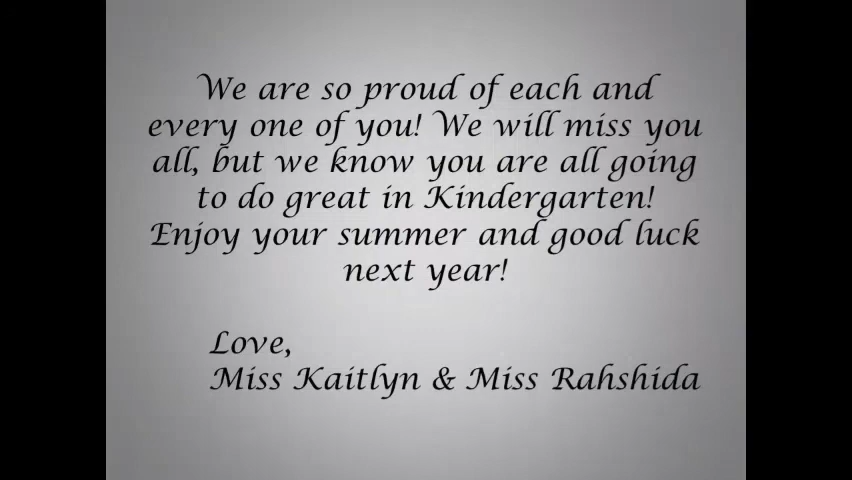 We are so proud of each and
every one of you! We will miss you
all, but we know you are all going
to do great in Kindergarten!
Enjoy your summer and good luck
next year!
Love,
Miss Kaitlyn & Miss Rahshida